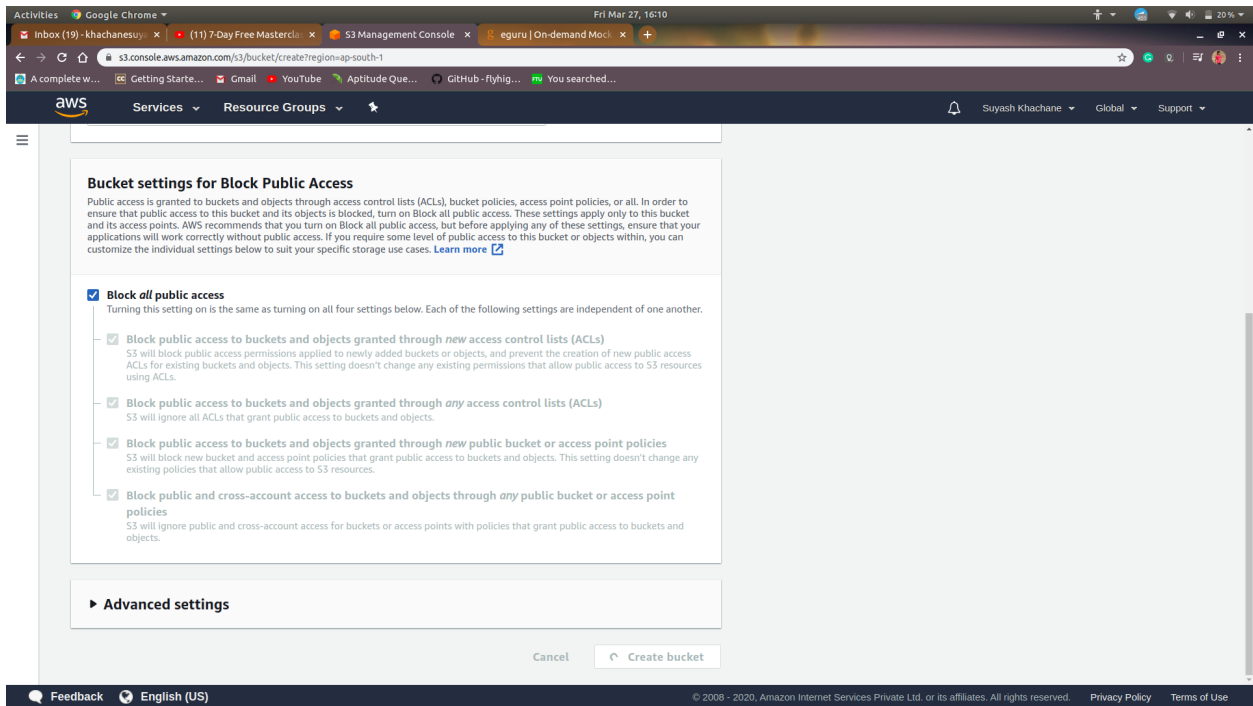 Activities
Google Chrome
Fri Mar 27, 16:10
20 %
Inbox (19) - khachanesuya
(11) 7-Day Free Masterclas
S3 Management Console
eguru | On-demand Mock
s3.console.aws.amazon.com/s3/bucket/create?region=ap-south-1
A complete w...
Getting Starte...
Gmail
YouTube
Aptitude Que...
GitHub - flyhig...
You searched...
aws
Services
Resource Groups
Suyash Khachane
Global
Support
Bucket settings for Block Public Access
Public access is granted to buckets and objects through access control lists (ACLs), bucket policies, access point policies, or all. In order to
ensure that public access to this bucket and its objects is blocked, turn on Block all public access. These settings apply only to this bucket
and its access points. AWS recommends that you turn on Block all public access, but before applying any of these settings, ensure that your
applications will work correctly without public access. If you require some level of public access to this bucket or objects within, you can
customize the individual settings below to suit your specific storage use cases. Learn more
Block all public access
Turning this setting on is the same as turning on all four settings below. Each of the following settings are independent of one another.
Block public access to buckets and objects granted through new access control lists (ACLs)
S3 will block public access permissions applied to newly added buckets or objects, and prevent the creation of new public access
ACLs for existing buckets and objects. This setting doesn't change any existing permissions that allow public access to S3 resources
using ACLs.
Block public access to buckets and objects granted through any access control lists (ACLs)
S3 will ignore all ACLs that grant public access to buckets and objects.
Block public access to buckets and objects granted through new public bucket or access point policies
S3 will block new bucket and access point policies that grant public access to buckets and objects. This setting doesn't change any
existing policies that allow public access to S3 resources.
Block public and cross-account access to buckets and objects through any public bucket or access point
policies
S3 will ignore public and cross-account access for buckets or access points with policies that grant public access to buckets and
objects.
Advanced settings
Cancel
Create bucket
Feedback
English (US)
© 2008 - 2020, Amazon Internet Services Private Ltd. or its affiliates. All rights reserved.
Privacy Policy
Terms of Use